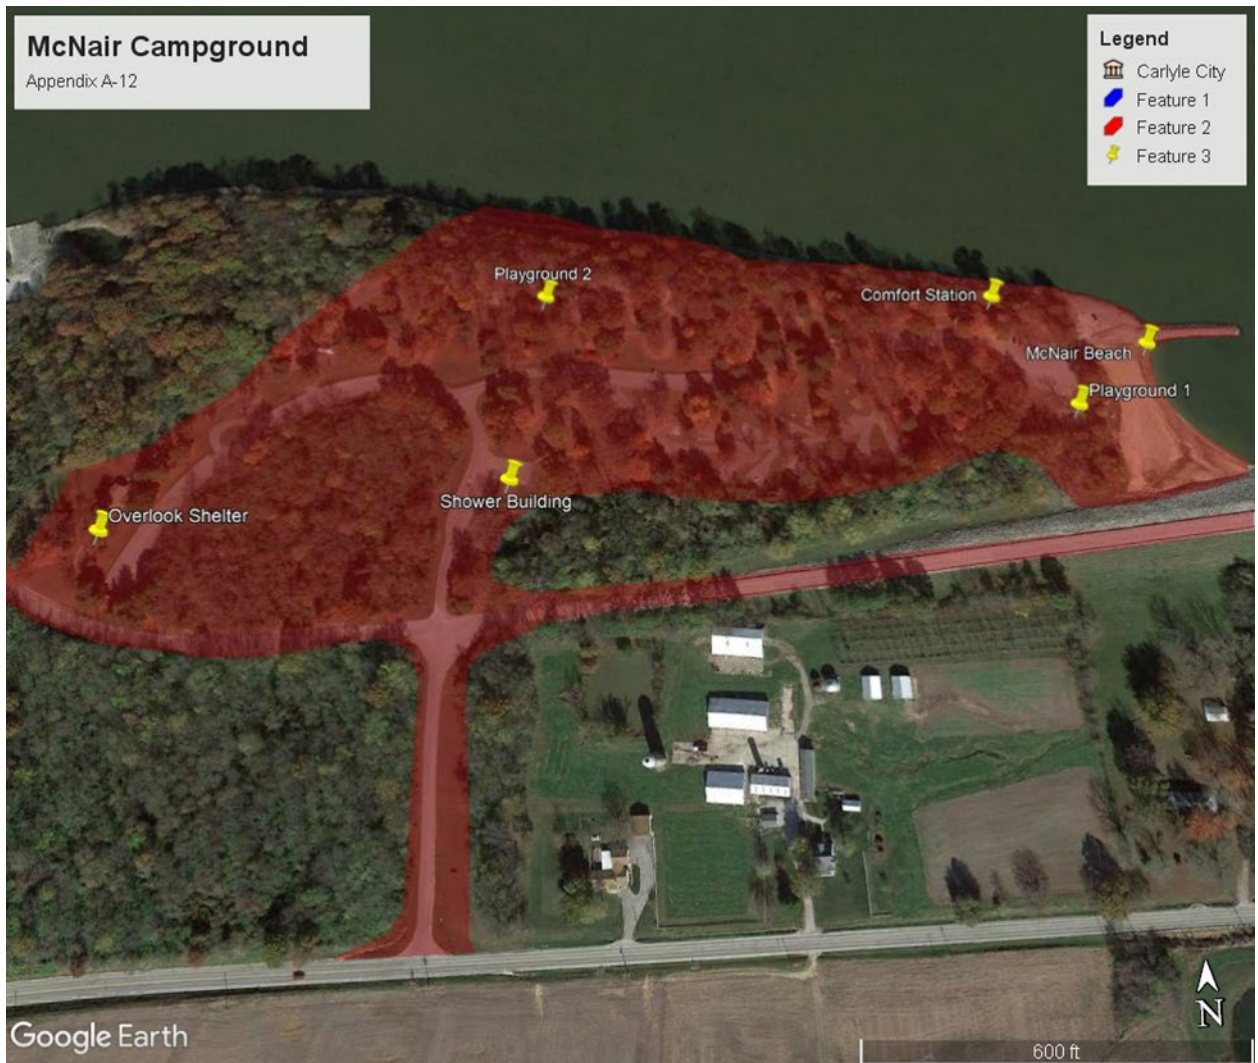 McNair Campground
Appendix A-12
Legend
Carlyle City
Feature 1
Feature 2
Feature 3
Playground 2
Comfort Station
McNair Beach
Playground 1
Shower Building
Overlook Shelter
N
Google Earth
600 ft